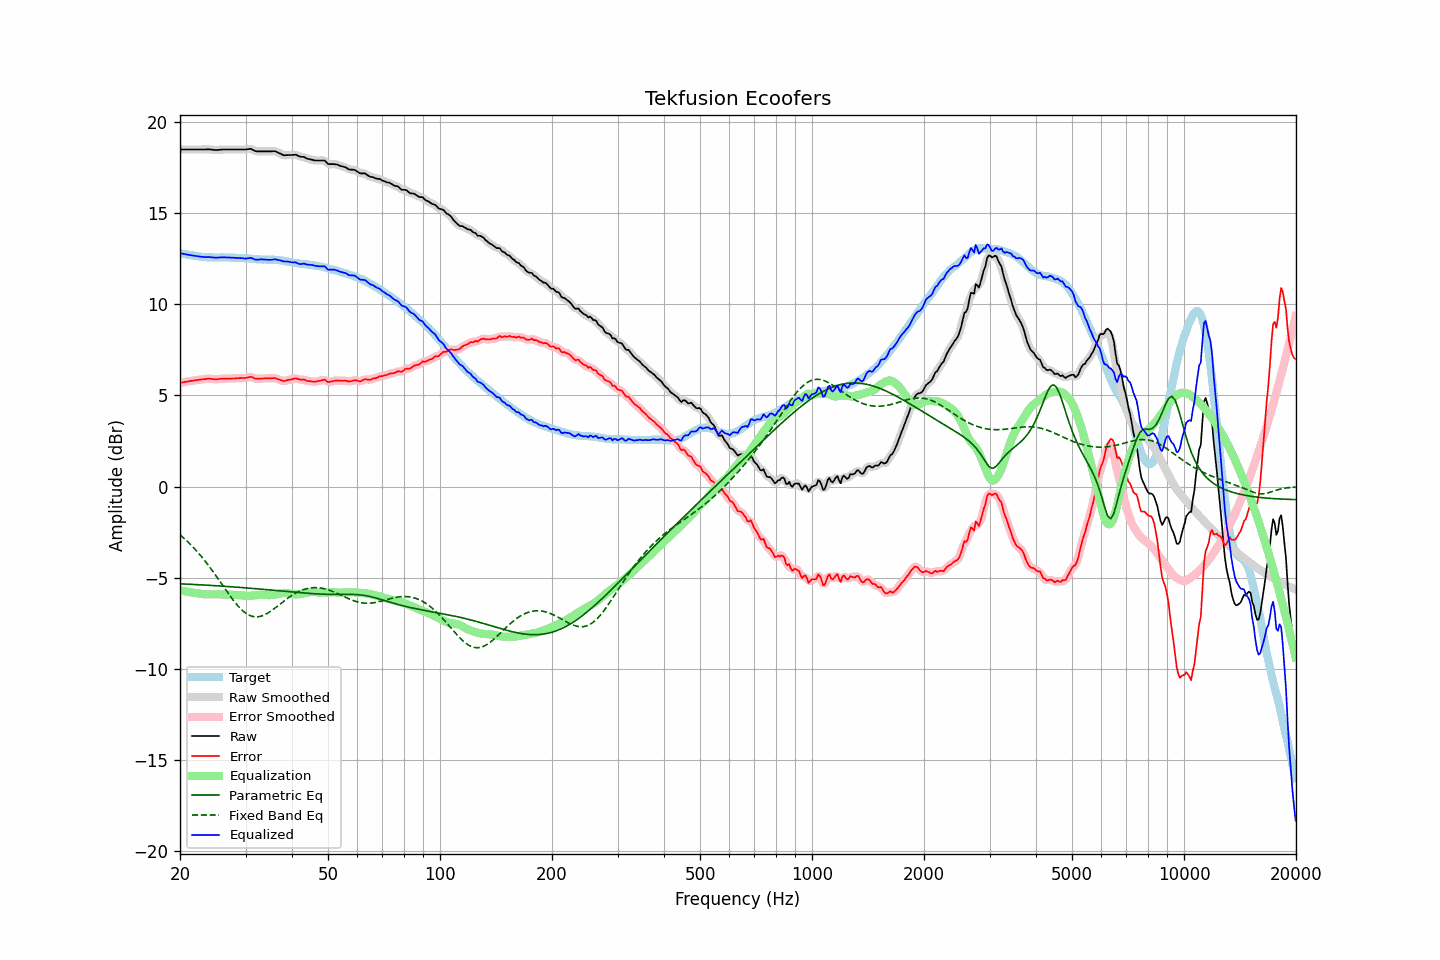 Tekfusion Ecoofers
Amplitude (dBr)
20
15
10
5
0
−5
−10
−15
−20
Target
Raw Smoothed
Error Smoothed
Raw
Error
Equalization
Parametric Eq
Fixed Band Eq
Equalized
20 50 100 200 500 1000 2000 5000 10000 20000
Frequency (Hz)